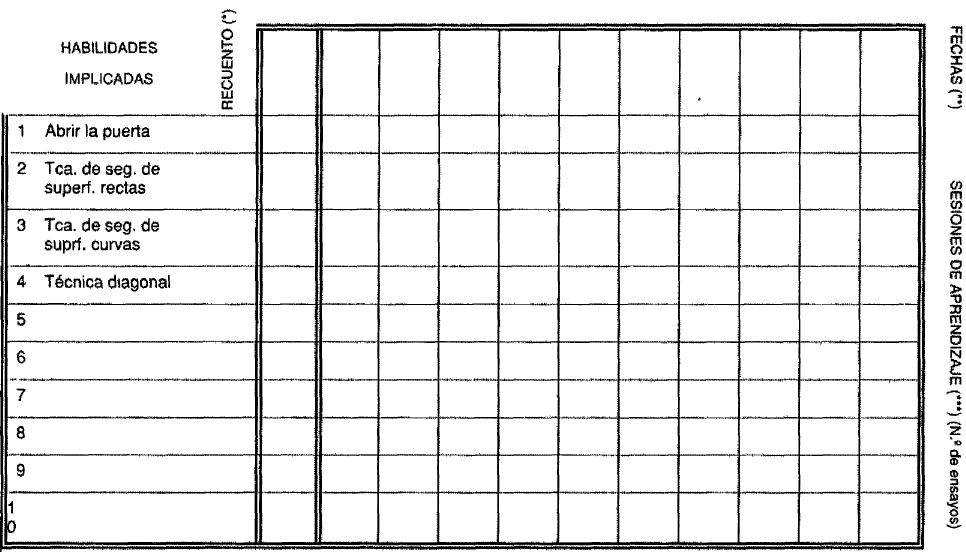 HABILIDADES
IMPLICADAS
RECUENTO (*)
FECHAS (**)
1 Abrir la puerta
2 Tca. de seg. de
superf. rectas
3 Tca. de seg. de
suprf. curvas
4 Técnica diagonal
5
6
7
8
9
10
SESIONES DE APRENDIZAJE (***) (N.º de ensayos)